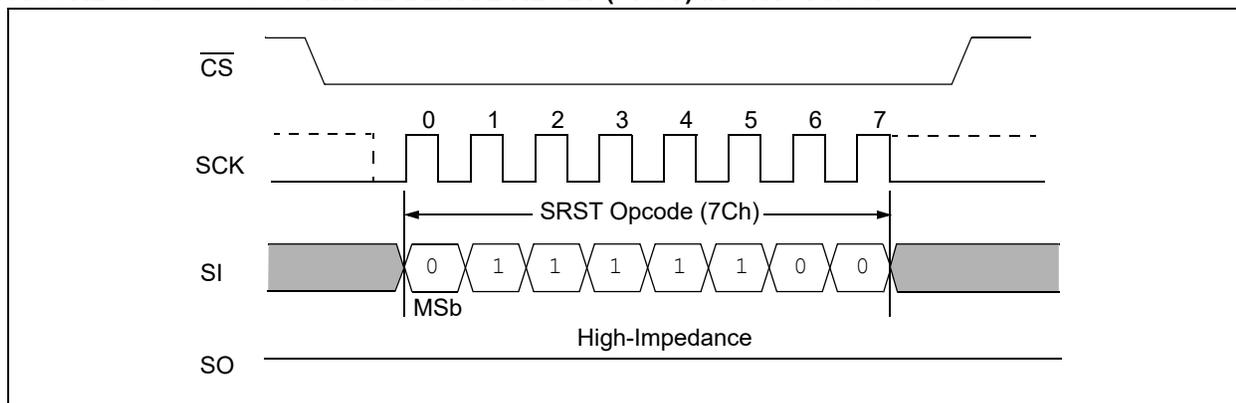 CS
0 1 2 3 4 5 6 7
SCK
SRST Opcode (7Ch)
SI
0 1 1 1 1 1 0 0
MSb
High-Impedance
SO